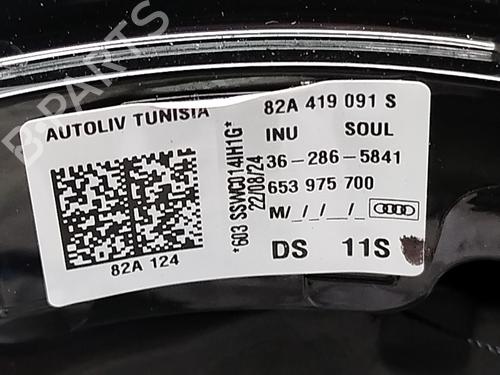 AUTOLIV TUNISIA
82A 124
*603 SSWC014IH1G*
22/08/24
82A 419 091 S
INU SOUL
36-286-5841
653 975 700
M/_/_/_/_
DS 11S
B-PARTS